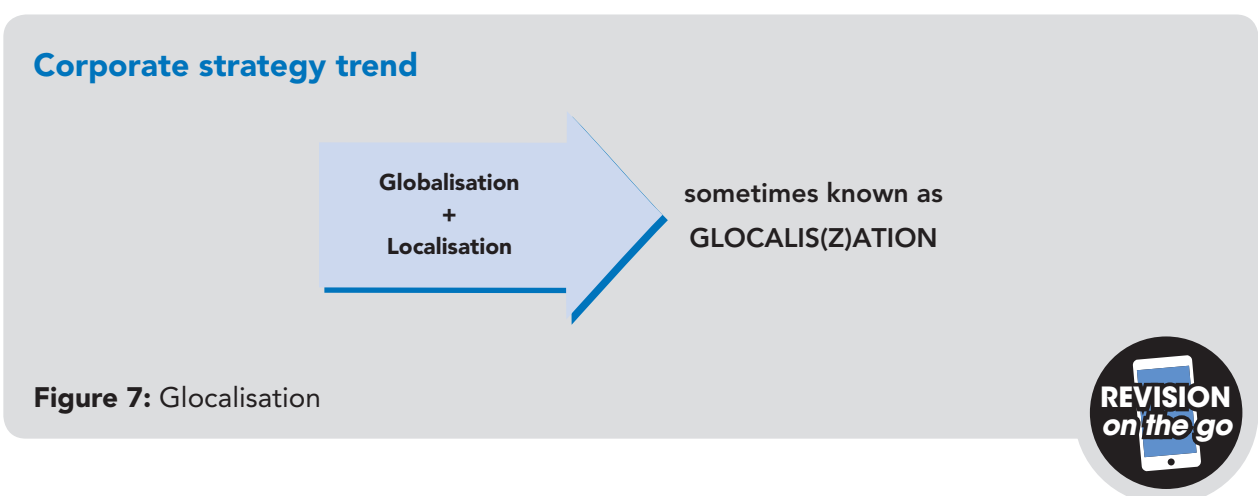 Corporate strategy trend
Globalisation
+
Localisation
sometimes known as
GLOCALIS(Z)ATION
Figure 7: Glocalisation
REVISION
on the go